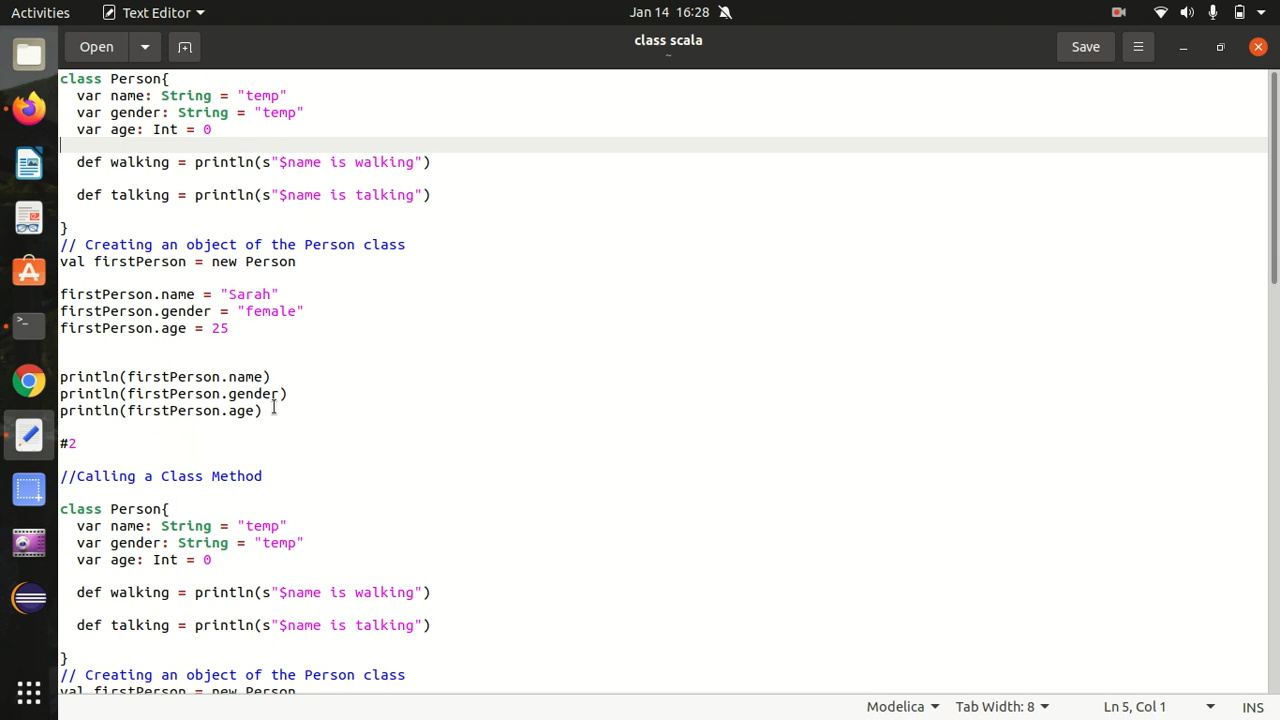 Activities
Text Editor
Jan 14 16:28
Open
class scala
~
Save
class Person{
  var name: String = "temp"
  var gender: String = "temp"
  var age: Int = 0
  def walking = println(s"$name is walking")
  def talking = println(s"$name is talking")
}
// Creating an object of the Person class
val firstPerson = new Person
firstPerson.name = "Sarah"
firstPerson.gender = "female"
firstPerson.age = 25
println(firstPerson.name)
println(firstPerson.gender)
println(firstPerson.age)
#2
//Calling a Class Method
class Person{
  var name: String = "temp"
  var gender: String = "temp"
  var age: Int = 0
  def walking = println(s"$name is walking")
  def talking = println(s"$name is talking")
}
// Creating an object of the Person class
val firstPerson = new Person
Modelica
Tab Width: 8
Ln 5, Col 1
INS